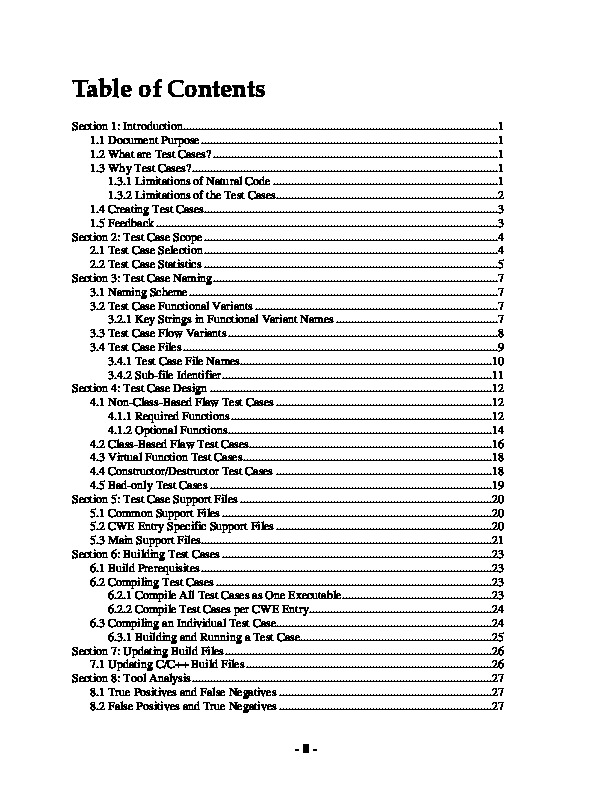 Table of Contents
Section 1: Introduction 1
1.1 Document Purpose 1
1.2 What are Test Cases? 1
1.3 Why Test Cases? 1
1.3.1 Limitations of Natural Code 1
1.3.2 Limitations of the Test Cases 2
1.4 Creating Test Cases 3
1.5 Feedback 3
Section 2: Test Case Scope 4
2.1 Test Case Selection 4
2.2 Test Case Statistics 5
Section 3: Test Case Naming 7
3.1 Naming Scheme 7
3.2 Test Case Functional Variants 7
3.2.1 Key Strings in Functional Variant Names 7
3.3 Test Case Flow Variants 8
3.4 Test Case Files 9
3.4.1 Test Case File Names 10
3.4.2 Sub-file Identifier 11
Section 4: Test Case Design 12
4.1 Non-Class-Based Flaw Test Cases 12
4.1.1 Required Functions 12
4.1.2 Optional Functions 14
4.2 Class-Based Flaw Test Cases 16
4.3 Virtual Function Test Cases 18
4.4 Constructor/Destructor Test Cases 18
4.5 Bad-only Test Cases 19
Section 5: Test Case Support Files 20
5.1 Common Support Files 20
5.2 CWE Entry Specific Support Files 20
5.3 Main Support Files 21
Section 6: Building Test Cases 23
6.1 Build Prerequisites 23
6.2 Compiling Test Cases 23
6.2.1 Compile All Test Cases as One Executable 23
6.2.2 Compile Test Cases per CWE Entry 24
6.3 Compiling an Individual Test Case 24
6.3.1 Building and Running a Test Case 25
Section 7: Updating Build Files 26
7.1 Updating C/C++ Build Files 26
Section 8: Tool Analysis 27
8.1 True Positives and False Negatives 27
8.2 False Positives and True Negatives 27